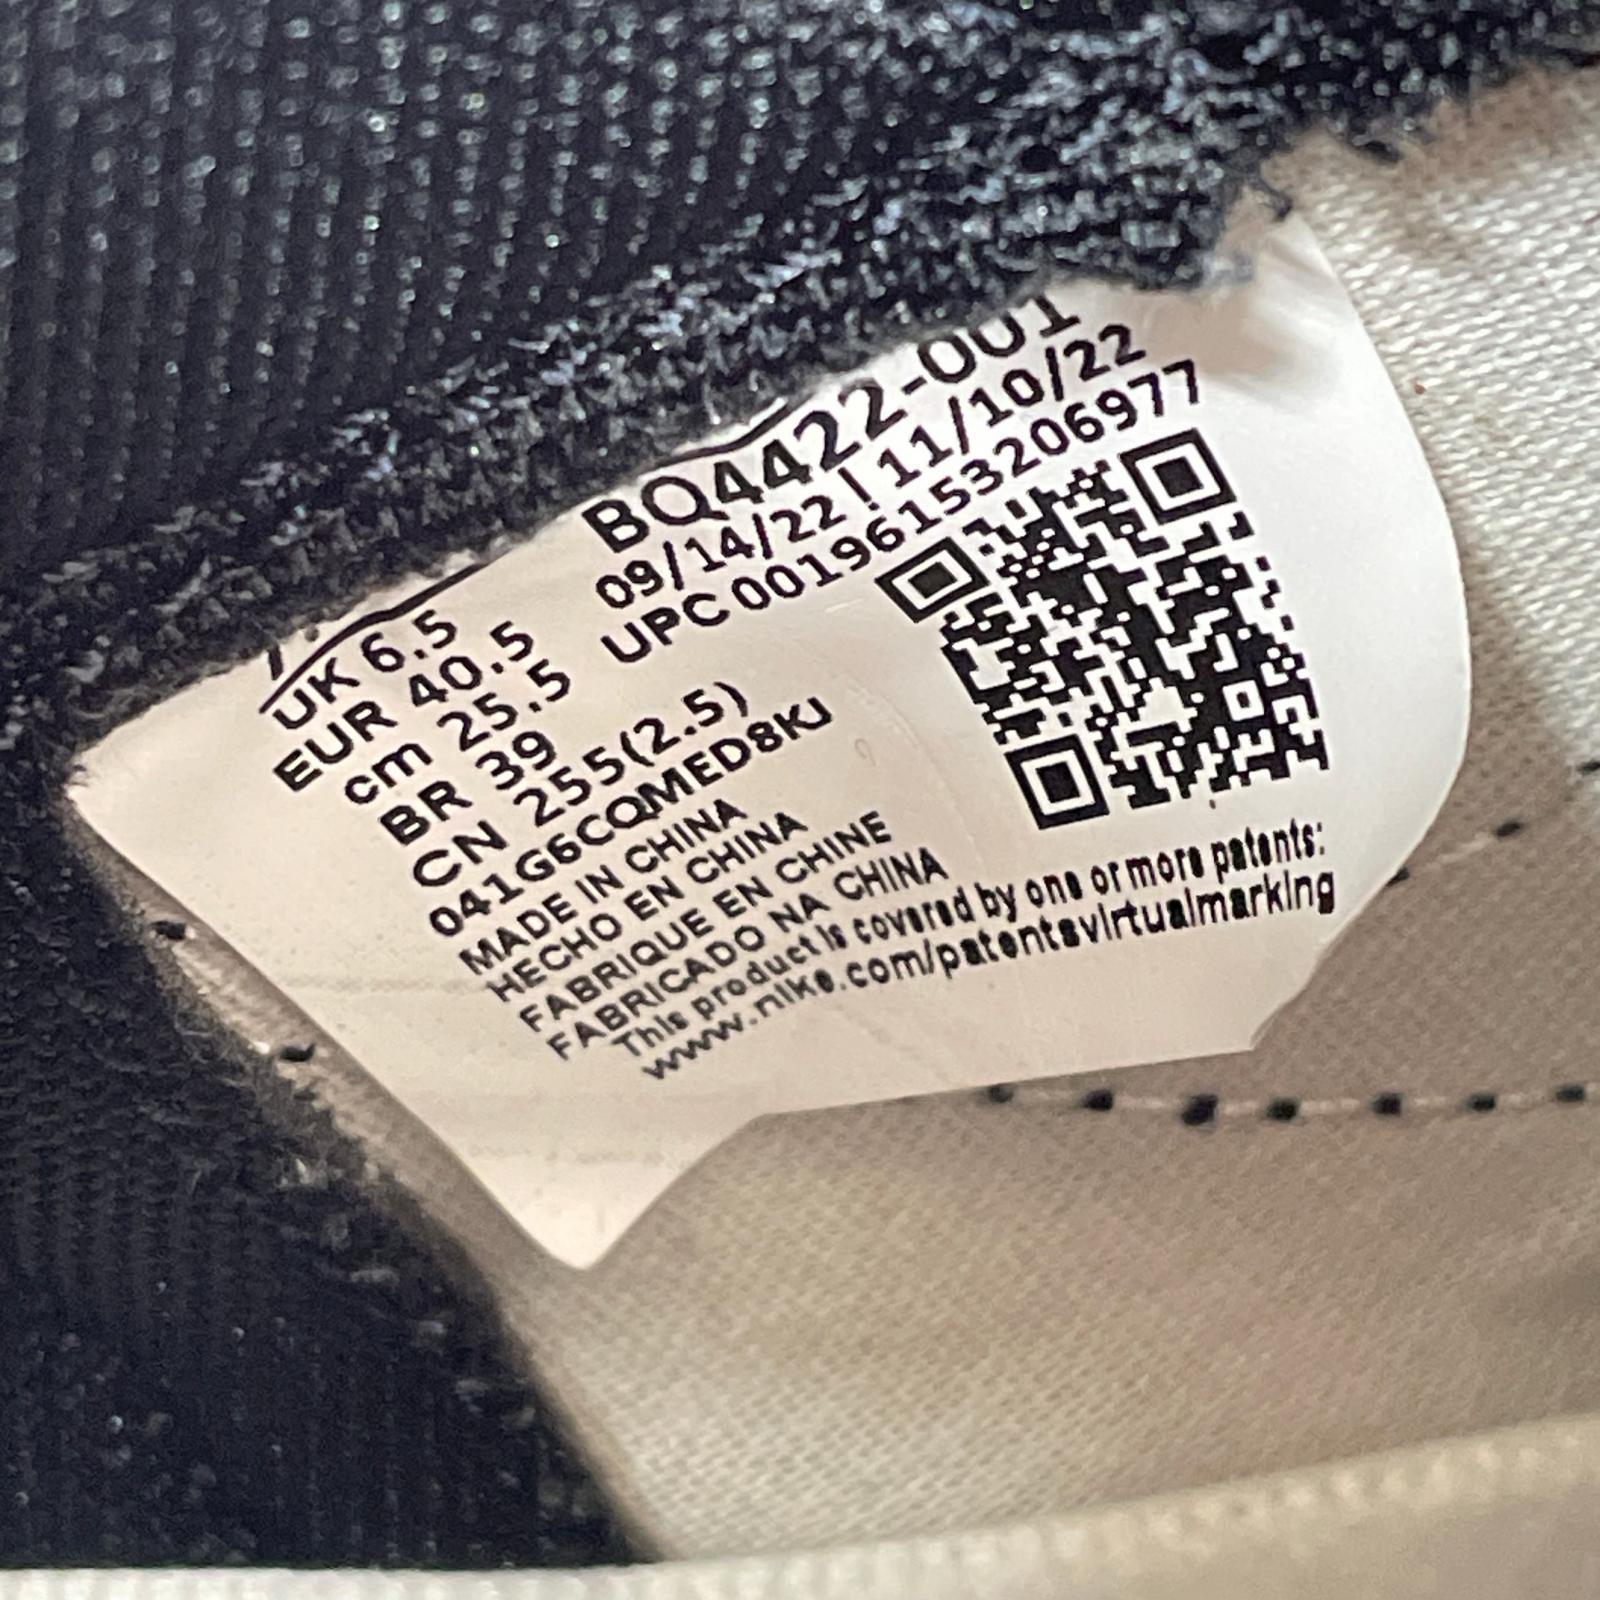 BQ4422-001
09/14/22 | 11/10/22
UPC 00196153206977
UK 6.5
EUR 40.5
cm 25.5
BR 39
CN 255(2.5)
041G6CQMED8KJ
MADE IN CHINA
HECHO EN CHINA
FABRIQUE EN CHINE
FABRICADO NA CHINA
This product is covered by one or more patents:
www.nike.com/patentsvirtualmarking